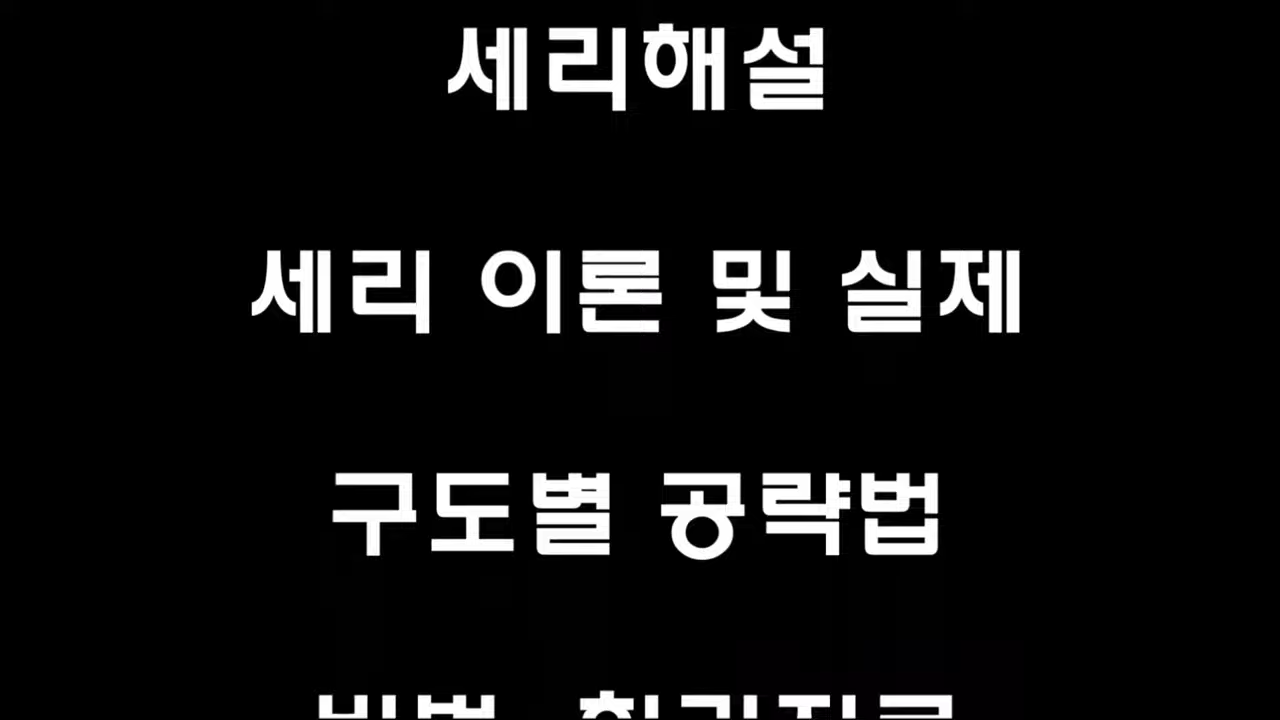 세리해설
세리 이론 및 실제
구도별 공략법